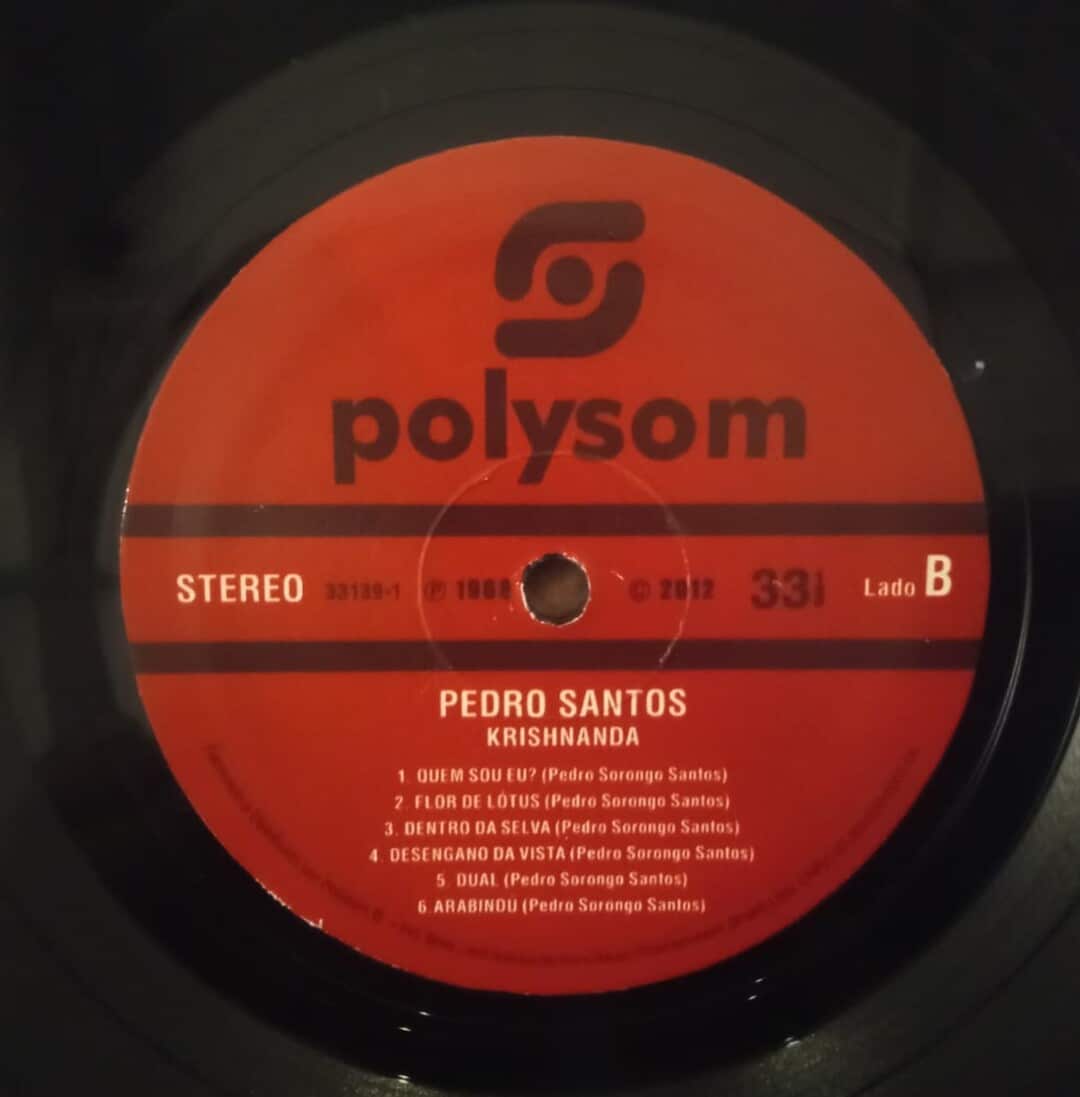 polysom
STEREO 33139-1 ℗ 1968 © 2012 33⅓ Lado B
PEDRO SANTOS
KRISHNANDA
1. QUEM SOU EU? (Pedro Sorongo Santos)
2. FLOR DE LÓTUS (Pedro Sorongo Santos)
3. DENTRO DA SELVA (Pedro Sorongo Santos)
4. DESENGANO DA VISTA (Pedro Sorongo Santos)
5. DUAL (Pedro Sorongo Santos)
6. ARABINDU (Pedro Sorongo Santos)